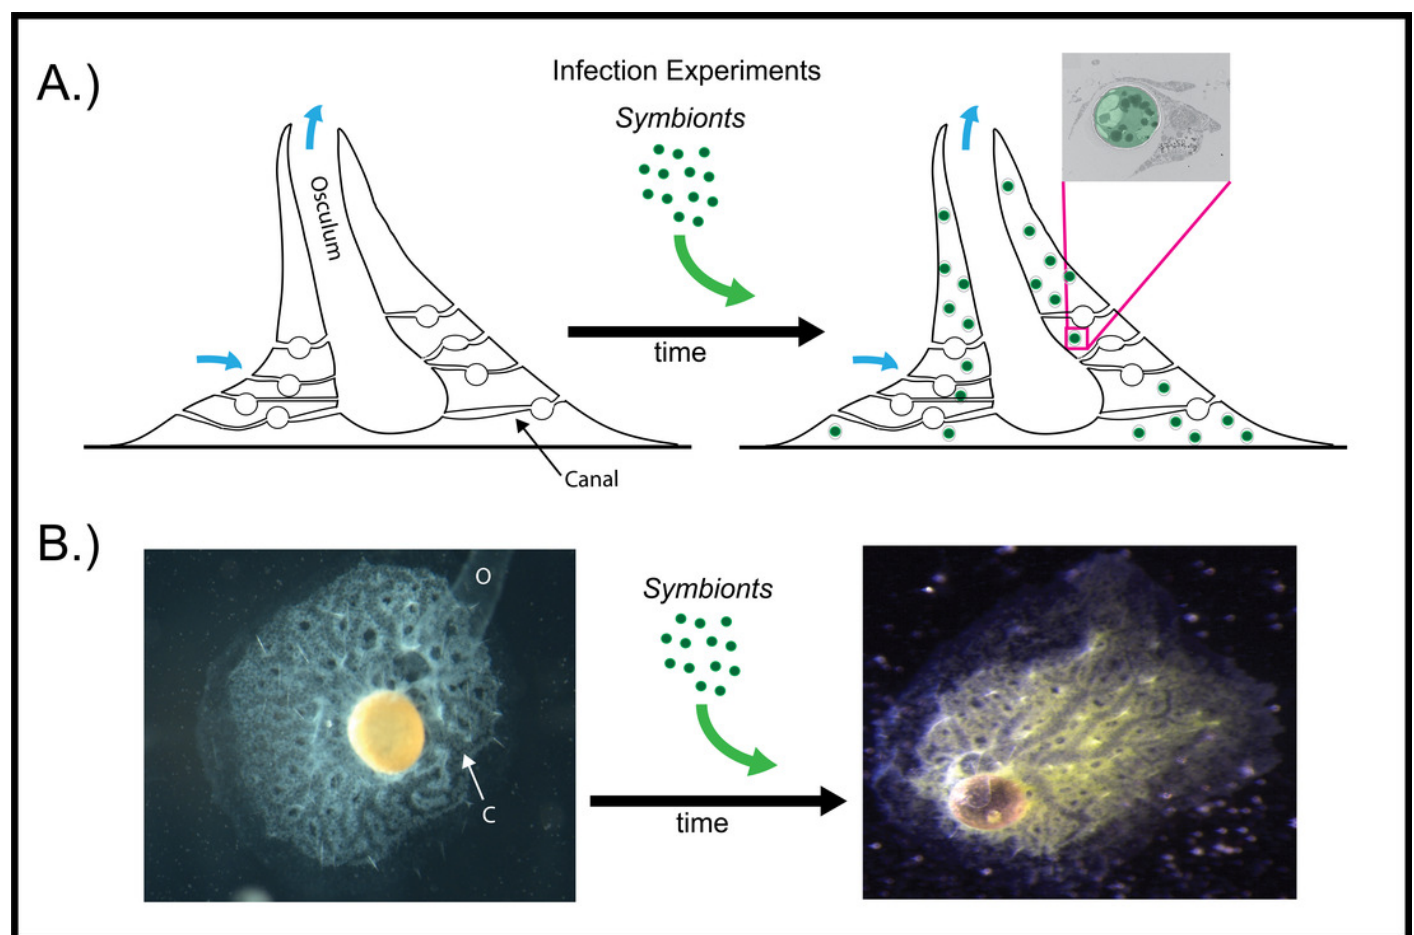 A.)
Infection Experiments
Symbionts
Osculum
time
Canal
B.)
O
C
Symbionts
time